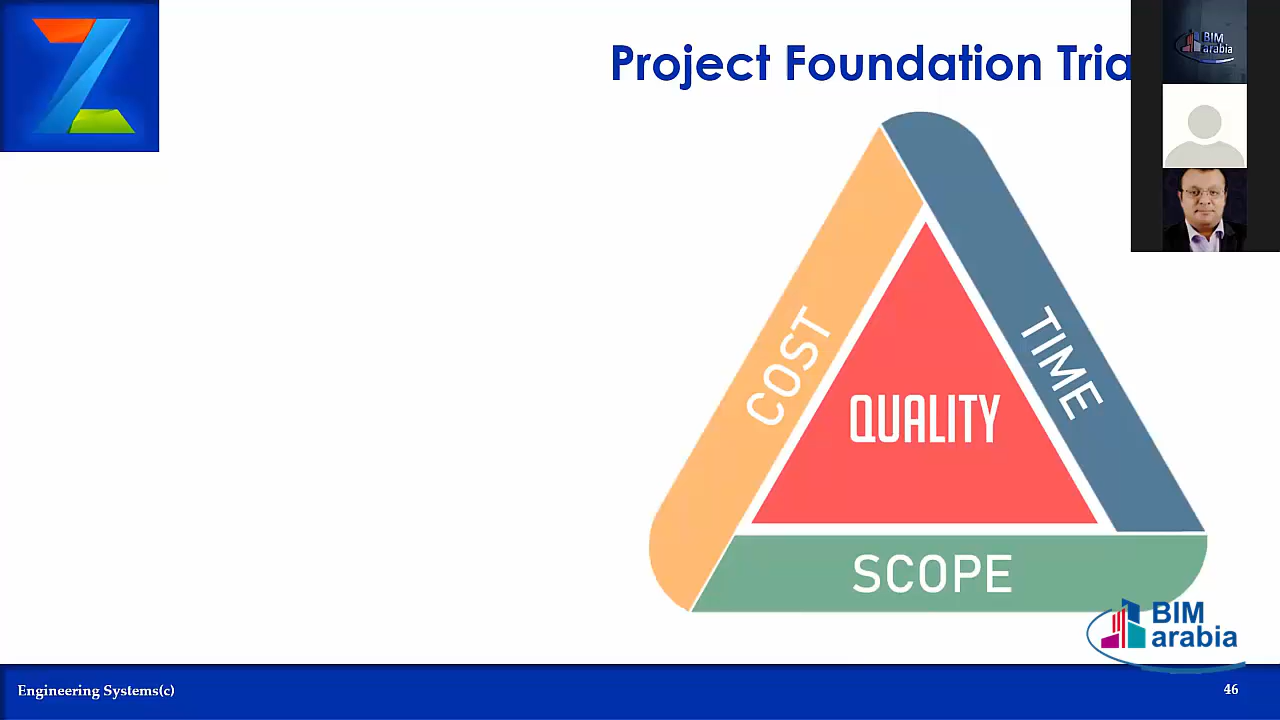 Project Foundation Tria
BIM
arabia
COST
TIME
QUALITY
SCOPE
BIM
arabia
Engineering Systems(c)
46